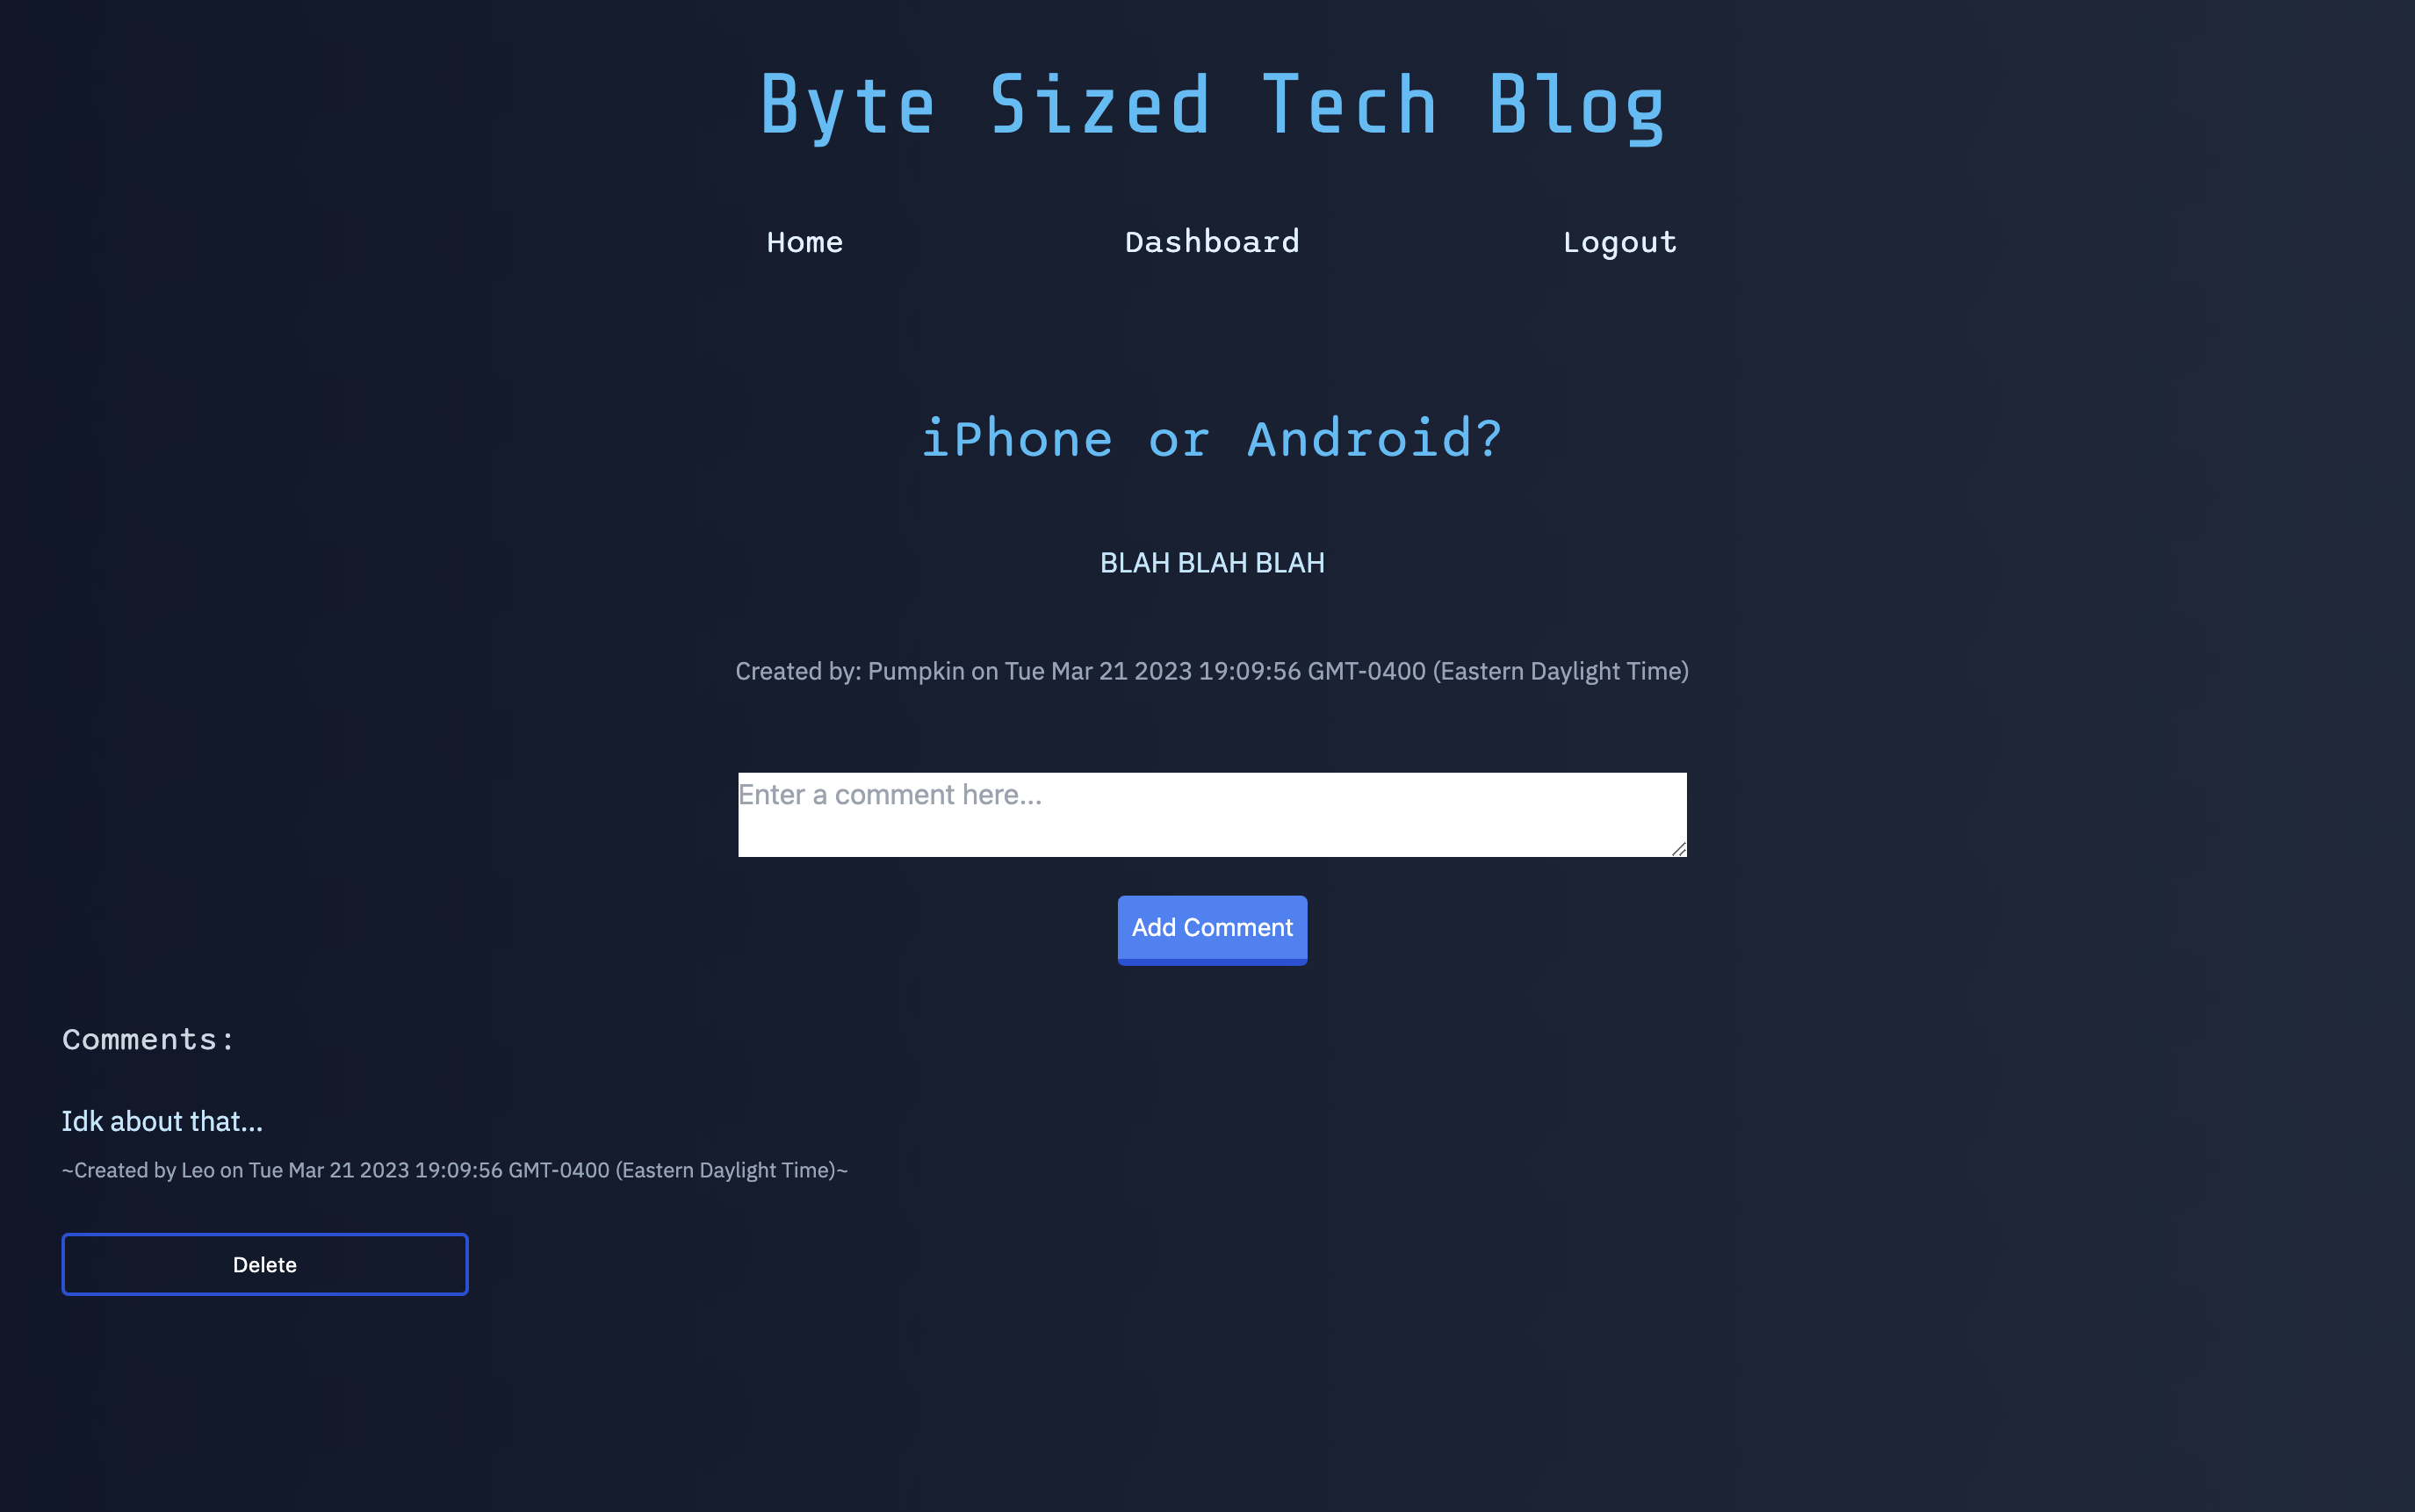 Byte Sized Tech Blog
Home Dashboard Logout
iPhone or Android?
BLAH BLAH BLAH
Created by: Pumpkin on Tue Mar 21 2023 19:09:56 GMT-0400 (Eastern Daylight Time)
Enter a comment here...
Add Comment
Comments:
Idk about that...
~Created by Leo on Tue Mar 21 2023 19:09:56 GMT-0400 (Eastern Daylight Time)~
Delete